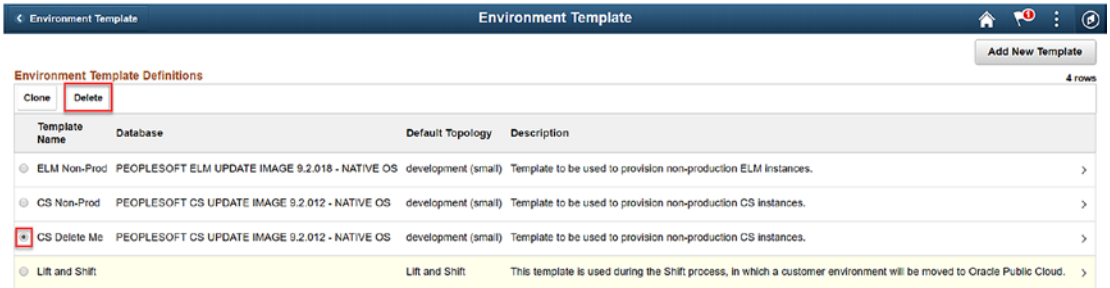 Environment Template
Environment Template
1
Add New Template
Environment Template Definitions
4 rows
Clone Delete
Template Name Database Default Topology Description
ELM Non-Prod PEOPLESOFT ELM UPDATE IMAGE 9.2.018 - NATIVE OS development (small) Template to be used to provision non-production ELM instances.
CS Non-Prod PEOPLESOFT CS UPDATE IMAGE 9.2.012 - NATIVE OS development (small) Template to be used to provision non-production CS instances.
CS Delete Me PEOPLESOFT CS UPDATE IMAGE 9.2.012 - NATIVE OS development (small) Template to be used to provision non-production CS instances.
Lift and Shift Lift and Shift This template is used during the Shift process, in which a customer environment will be moved to Oracle Public Cloud.